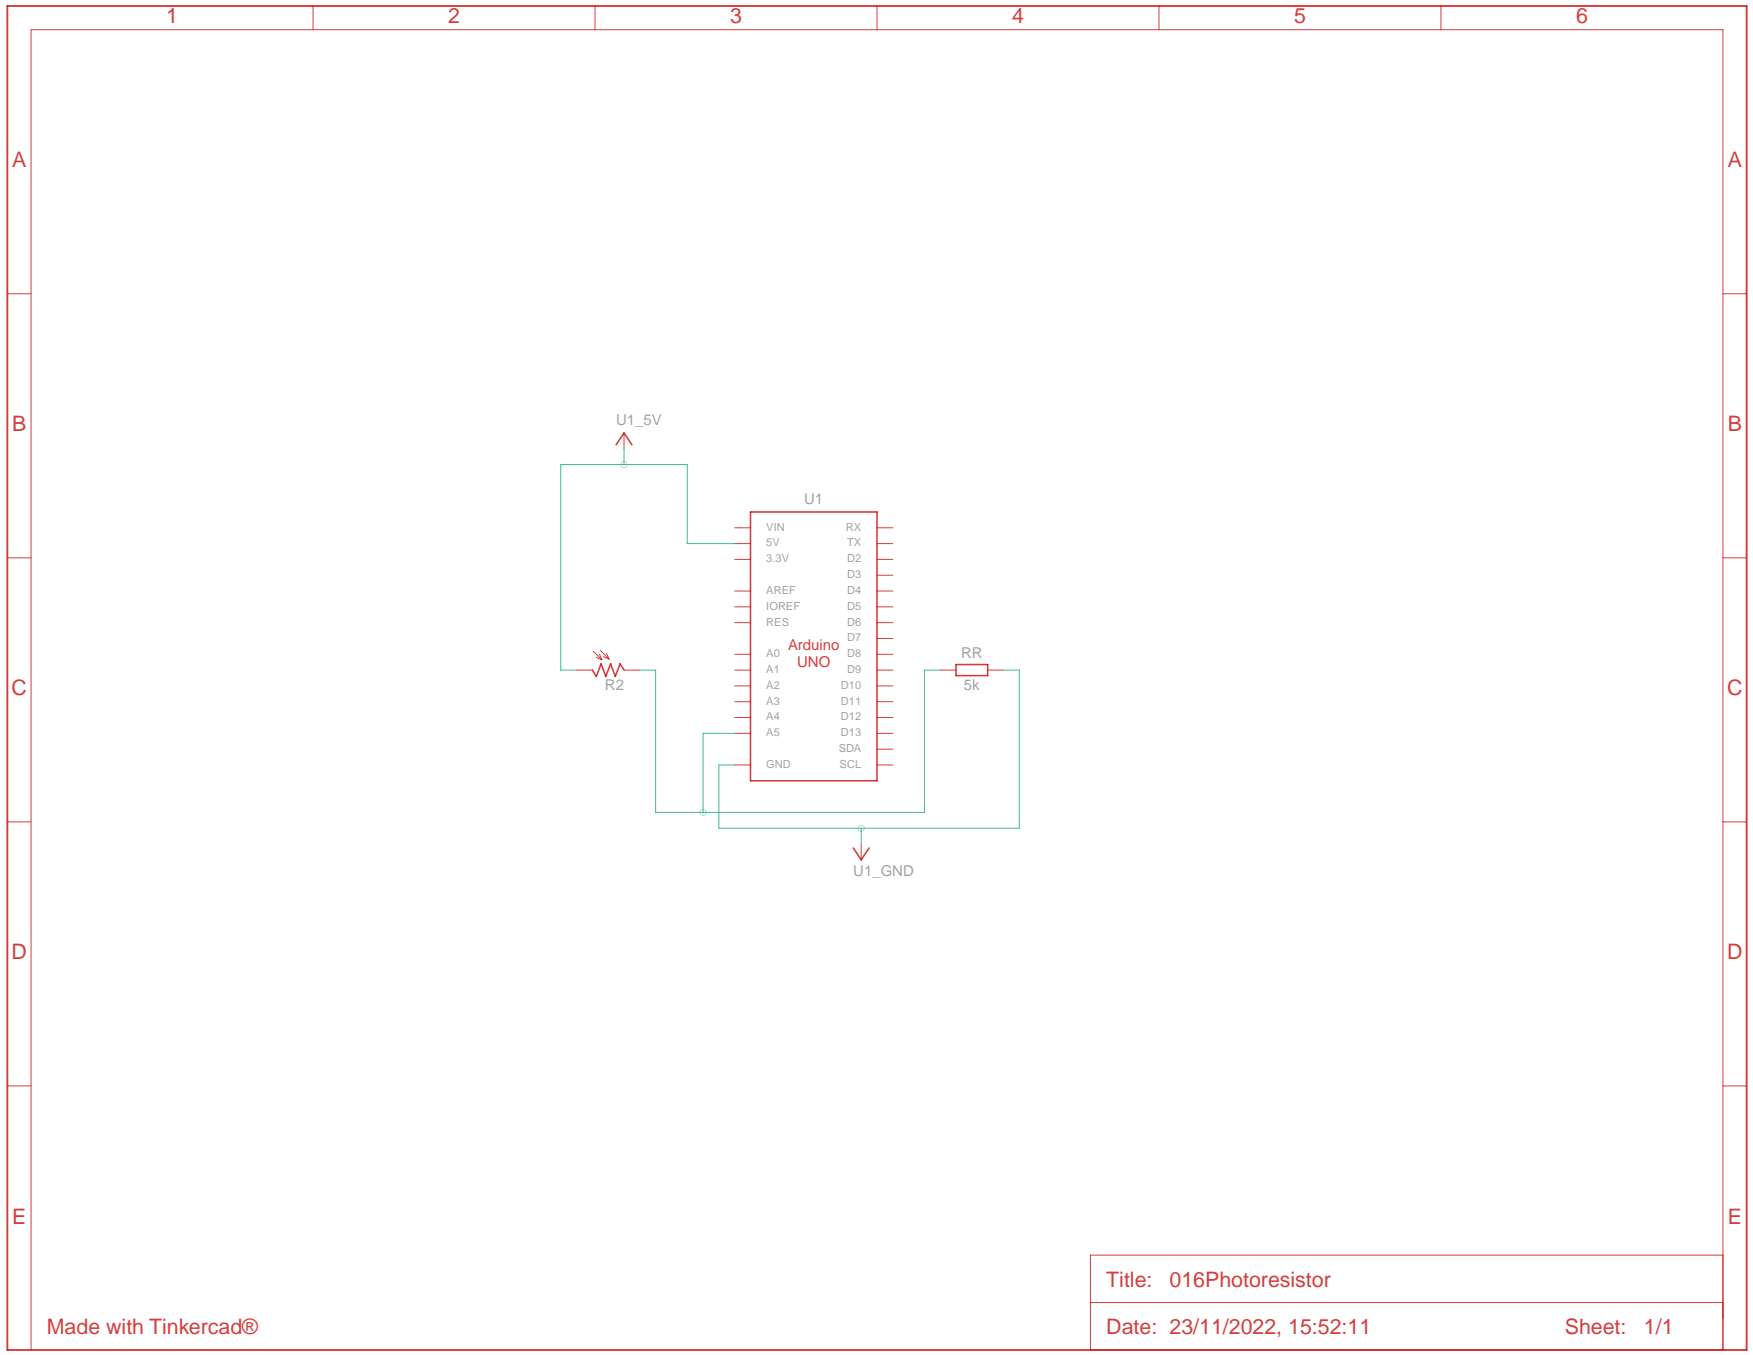 1 2 3 4 5 6
A A
B B
U1_5V
U1
VIN RX
5V TX
3.3V D2
D3
AREF D4
IOREF D5
RES D6
D7
Arduino
UNO
A0 D8
A1 D9
A2 D10
A3 D11
A4 D12
A5 D13
SDA
GND SCL
RR
5k
R2
C C
U1_GND
D D
E E
Title: 016Photoresistor
Made with Tinkercad®
Date: 23/11/2022, 15:52:11 Sheet: 1/1